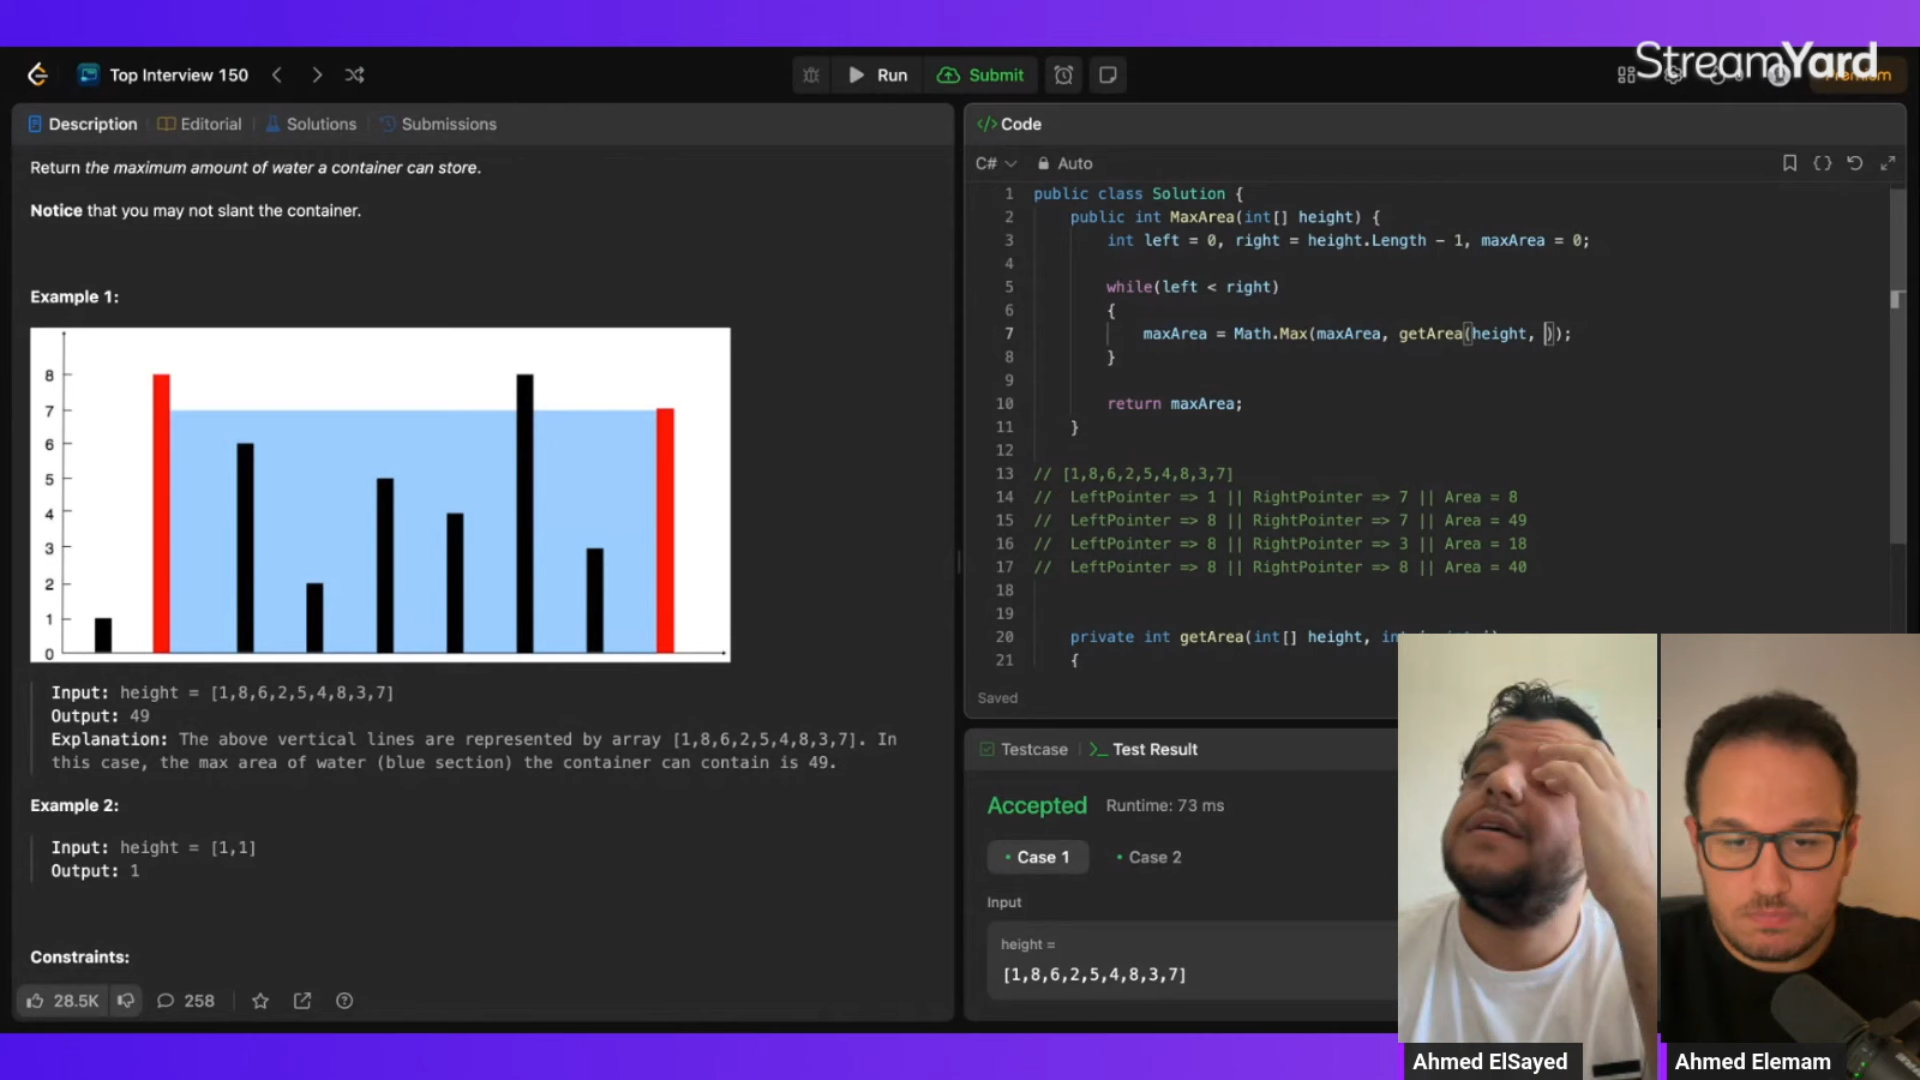 StreamYard
Top Interview 150
Run
Submit
Premium
Description
Editorial
Solutions
Submissions
Return the maximum amount of water a container can store.
Notice that you may not slant the container.
Example 1:
8
7
6
5
4
3
2
1
0
Input: height = [1,8,6,2,5,4,8,3,7]
Output: 49
Explanation: The above vertical lines are represented by array [1,8,6,2,5,4,8,3,7]. In
this case, the max area of water (blue section) the container can contain is 49.
Example 2:
Input: height = [1,1]
Output: 1
Constraints:
28.5K
258
</> Code
C#
Auto
1 public class Solution {
2 public int MaxArea(int[] height) {
3 int left = 0, right = height.Length - 1, maxArea = 0;
4
5 while(left < right)
6 {
7 maxArea = Math.Max(maxArea, getArea(height, ));
8 }
9
10 return maxArea;
11 }
12
13 // [1,8,6,2,5,4,8,3,7]
14 // LeftPointer => 1 || RightPointer => 7 || Area = 8
15 // LeftPointer => 8 || RightPointer => 7 || Area = 49
16 // LeftPointer => 8 || RightPointer => 3 || Area = 18
17 // LeftPointer => 8 || RightPointer => 8 || Area = 40
18
19
20 private int getArea(int[] height,
21 {
Saved
Testcase
>_ Test Result
Accepted
Runtime: 73 ms
Case 1
Case 2
Input
height =
[1,8,6,2,5,4,8,3,7]
Ahmed ElSayed
Ahmed Elemam